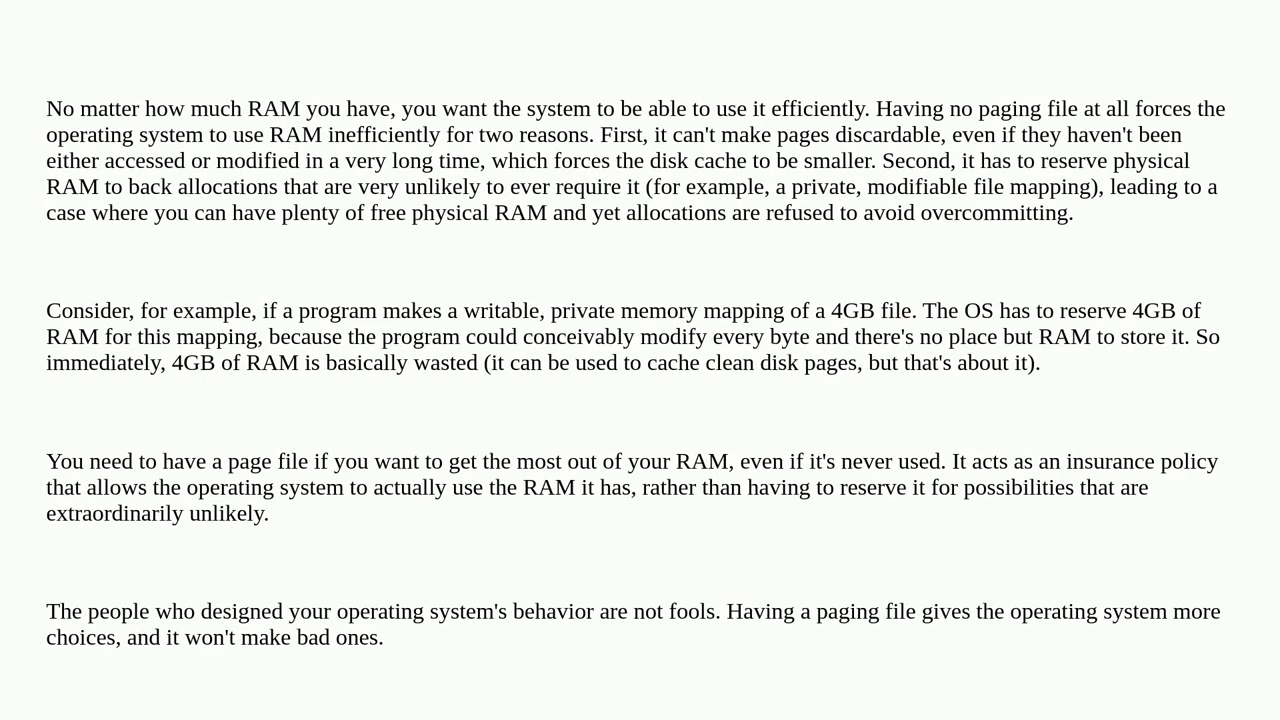 No matter how much RAM you have, you want the system to be able to use it efficiently. Having no paging file at all forces the
operating system to use RAM inefficiently for two reasons. First, it can't make pages discardable, even if they haven't been
either accessed or modified in a very long time, which forces the disk cache to be smaller. Second, it has to reserve physical
RAM to back allocations that are very unlikely to ever require it (for example, a private, modifiable file mapping), leading to a
case where you can have plenty of free physical RAM and yet allocations are refused to avoid overcommitting.
Consider, for example, if a program makes a writable, private memory mapping of a 4GB file. The OS has to reserve 4GB of
RAM for this mapping, because the program could conceivably modify every byte and there's no place but RAM to store it. So
immediately, 4GB of RAM is basically wasted (it can be used to cache clean disk pages, but that's about it).
You need to have a page file if you want to get the most out of your RAM, even if it's never used. It acts as an insurance policy
that allows the operating system to actually use the RAM it has, rather than having to reserve it for possibilities that are
extraordinarily unlikely.
The people who designed your operating system's behavior are not fools. Having a paging file gives the operating system more
choices, and it won't make bad ones.